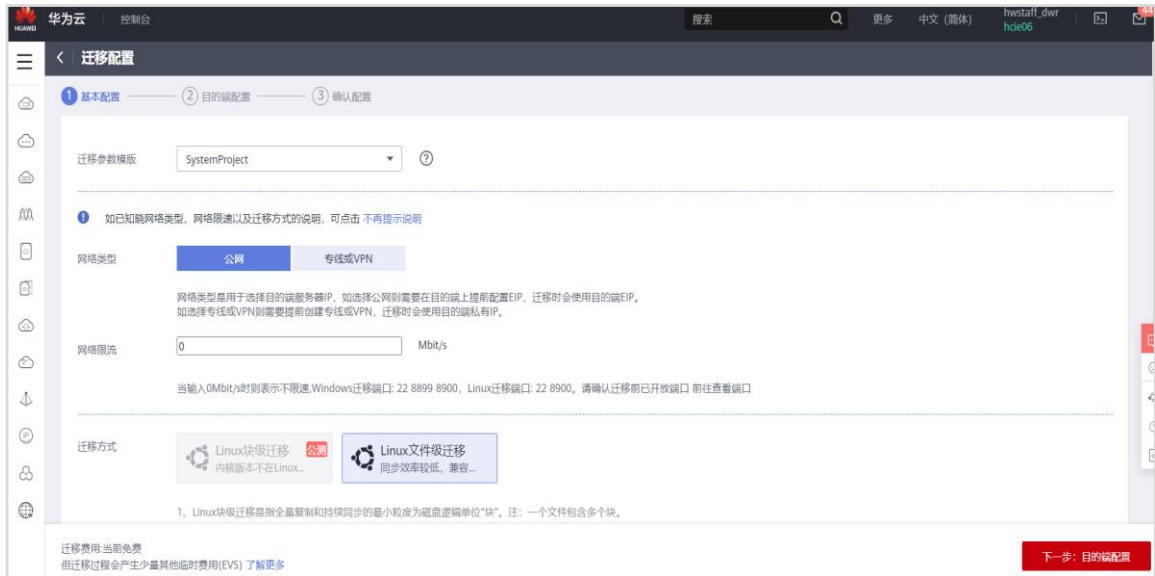 HUAWEI 华为云 控制台 搜索 更多 中文 (简体) hwstaff_dwr
hcie06
44
迁移配置
1 基本配置 2 目的端配置 3 确认配置
迁移参数模版 SystemProject
如已知晓网络类型、网络限速以及迁移方式的说明，可点击 不再提示说明
网络类型 公网 专线或VPN
网络类型是用于选择目的端服务器IP，如选择公网则需要在目的端上提前配置EIP，迁移时会使用目的端EIP。
如选择专线或VPN则需要提前创建专线或VPN，迁移时会使用目的端私有IP。
网络限流 0 Mbit/s
当输入0Mbit/s时则表示不限速,Windows迁移端口: 22 8899 8900，Linux迁移端口: 22 8900。请确认迁移前已开放端口 前往查看端口
迁移方式 Linux块级迁移 公测 Linux文件级迁移
内核版本不在Linux... 同步效率较低，兼容...
1、Linux块级迁移是指全量复制和持续同步的最小粒度为磁盘逻辑单位“块”。注：一个文件包含多个块。
迁移费用:当前免费
但迁移过程会产生少量其他临时费用(EVS) 了解更多
下一步：目的端配置